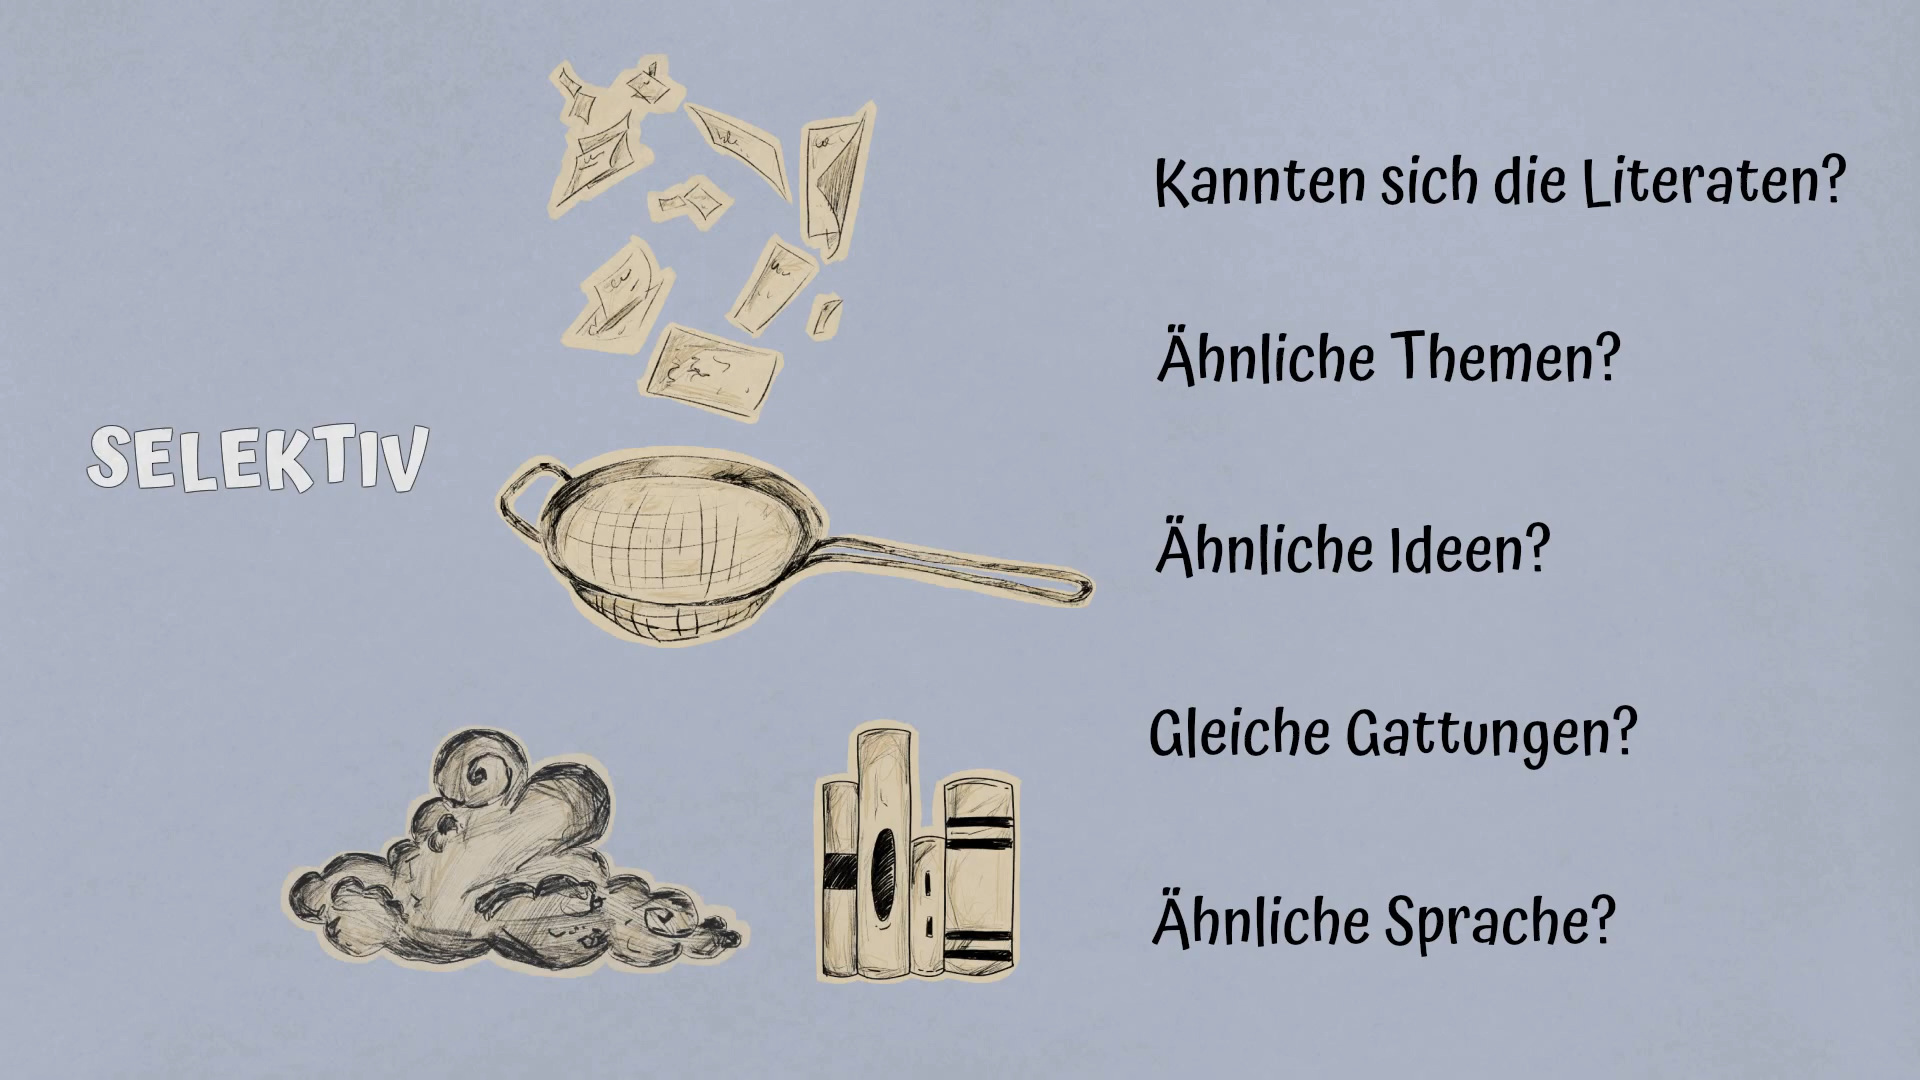 SELEKTIV
Kannten sich die Literaten?
Ähnliche Themen?
Ähnliche Ideen?
Gleiche Gattungen?
Ähnliche Sprache?